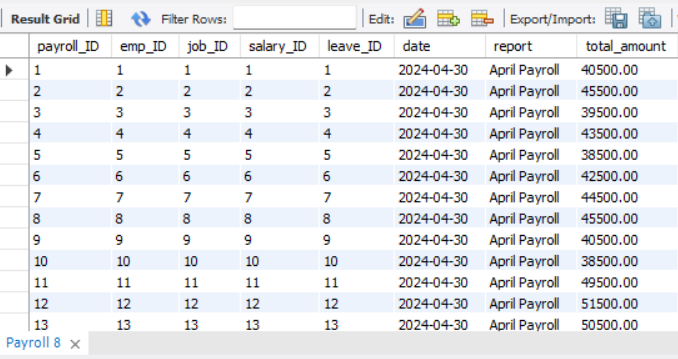 Result Grid Filter Rows: Edit: Export/Import:
payroll_ID emp_ID job_ID salary_ID leave_ID date report total_amount
1 1 1 1 1 2024-04-30 April Payroll 40500.00
2 2 2 2 2 2024-04-30 April Payroll 45500.00
3 3 3 3 3 2024-04-30 April Payroll 39500.00
4 4 4 4 4 2024-04-30 April Payroll 43500.00
5 5 5 5 5 2024-04-30 April Payroll 38500.00
6 6 6 6 6 2024-04-30 April Payroll 42500.00
7 7 7 7 7 2024-04-30 April Payroll 44500.00
8 8 8 8 8 2024-04-30 April Payroll 45500.00
9 9 9 9 9 2024-04-30 April Payroll 40500.00
10 10 10 10 10 2024-04-30 April Payroll 38500.00
11 11 11 11 11 2024-04-30 April Payroll 49500.00
12 12 12 12 12 2024-04-30 April Payroll 51500.00
13 13 13 13 13 2024-04-30 April Payroll 50500.00
Payroll 8